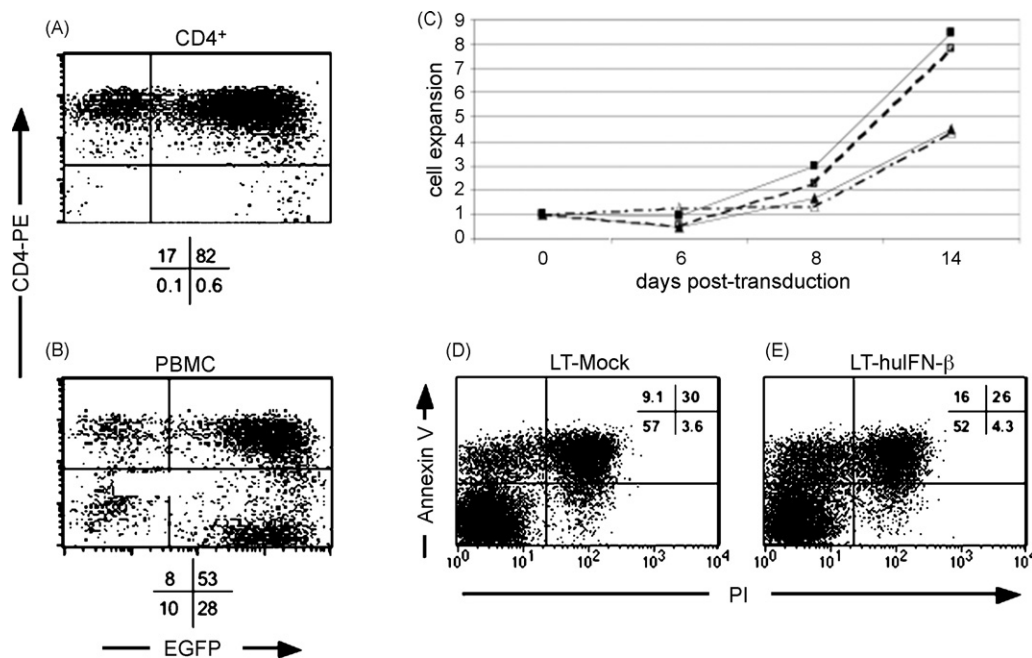 (A)
CD4+
CD4-PE
17 82
0.1 0.6
(B)
PBMC
8 53
10 28
EGFP
(C)
9
8
7
6
5
4
3
2
1
0
cell expansion
0 6 8 14
days post-transduction
(D)
LT-Mock
9.1 30
57 3.6
Annexin V
10⁰ 10¹ 10² 10³ 10⁴
(E)
LT-huIFN-β
16 26
52 4.3
10⁰ 10¹ 10² 10³ 10⁴
PI